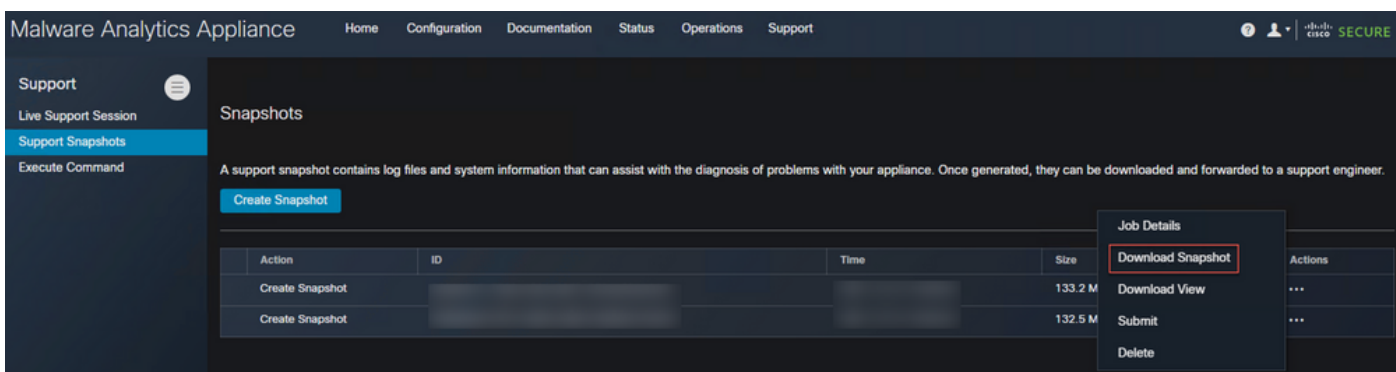 Malware Analytics Appliance Home Configuration Documentation Status Operations Support ? cisco SECURE
Support
Live Support Session
Support Snapshots
Execute Command
Snapshots
A support snapshot contains log files and system information that can assist with the diagnosis of problems with your appliance. Once generated, they can be downloaded and forwarded to a support engineer.
Create Snapshot
Action ID Time Size Actions
Create Snapshot 133.2 M
Create Snapshot 132.5 M
Job Details
Download Snapshot
Download View
Submit
Delete